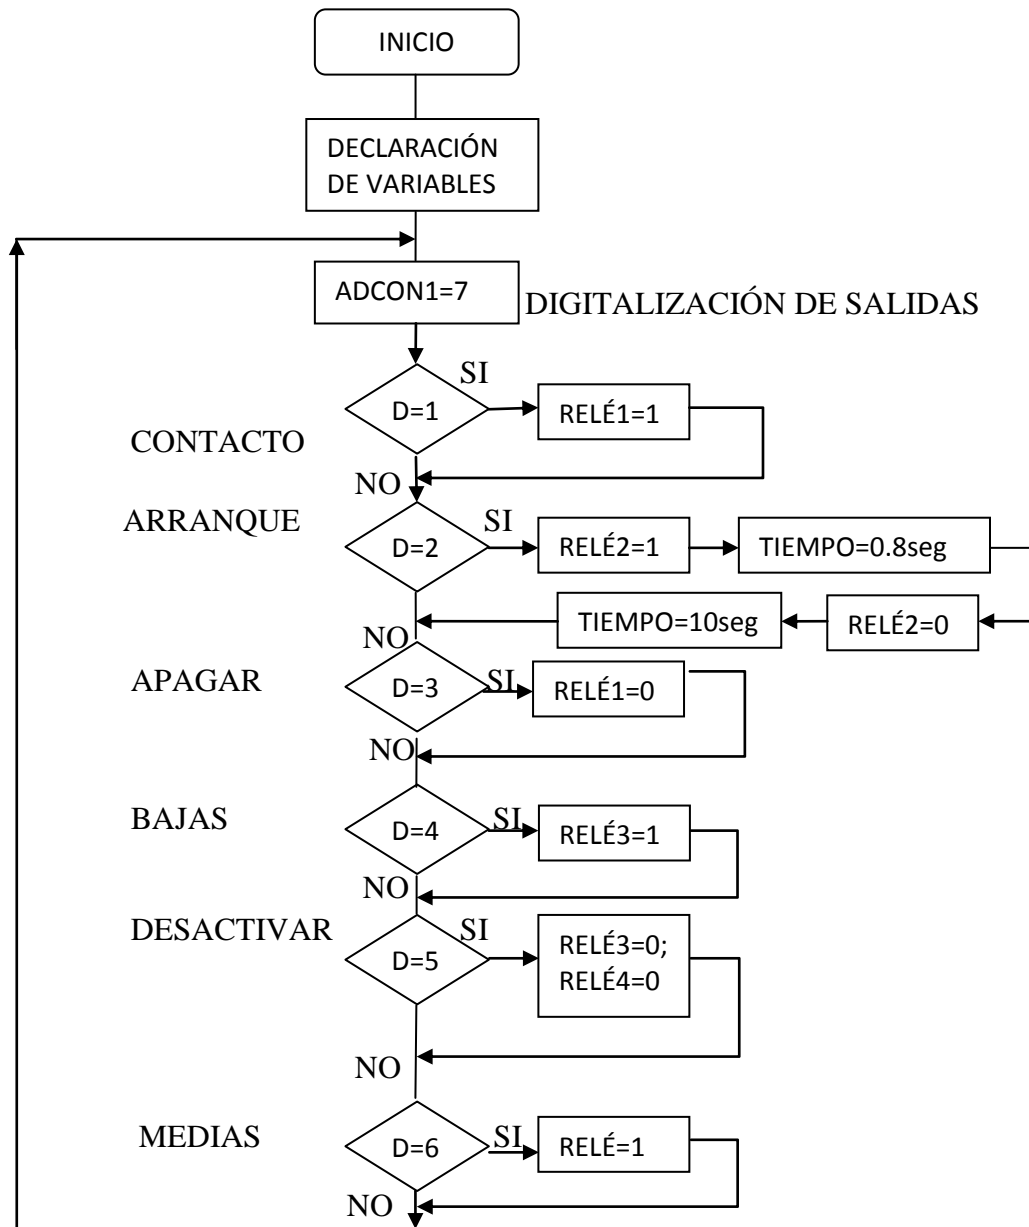 INICIO
DECLARACIÓN
DE VARIABLES
ADCON1=7
DIGITALIZACIÓN DE SALIDAS
SI
D=1
RELÉ1=1
CONTACTO
NO
ARRANQUE
SI
D=2
RELÉ2=1
TIEMPO=0.8seg
TIEMPO=10seg
RELÉ2=0
NO
APAGAR
D=3
SI
RELÉ1=0
NO
BAJAS
D=4
SI
RELÉ3=1
NO
DESACTIVAR
SI
D=5
RELÉ3=0;
RELÉ4=0
NO
MEDIAS
D=6
SI
RELÉ=1
NO